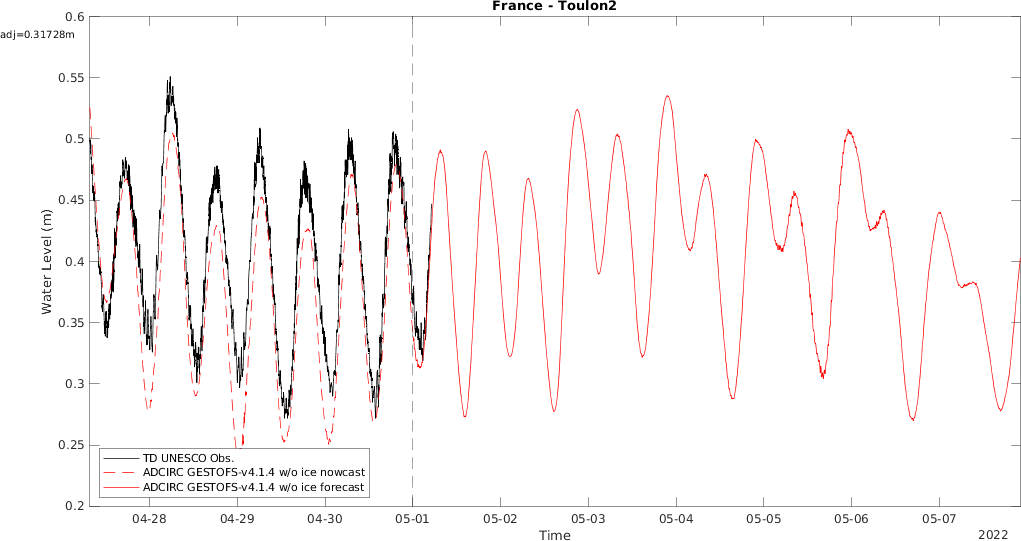 France - Toulon2
adj=0.31728m
0.6
0.55
0.5
0.45
0.4
0.35
0.3
0.25
0.2
Water Level (m)
TD UNESCO Obs.
ADCIRC GESTOFS-v4.1.4 w/o ice nowcast
ADCIRC GESTOFS-v4.1.4 w/o ice forecast
04-28 04-29 04-30 05-01 05-02 05-03 05-04 05-05 05-06 05-07
Time
2022